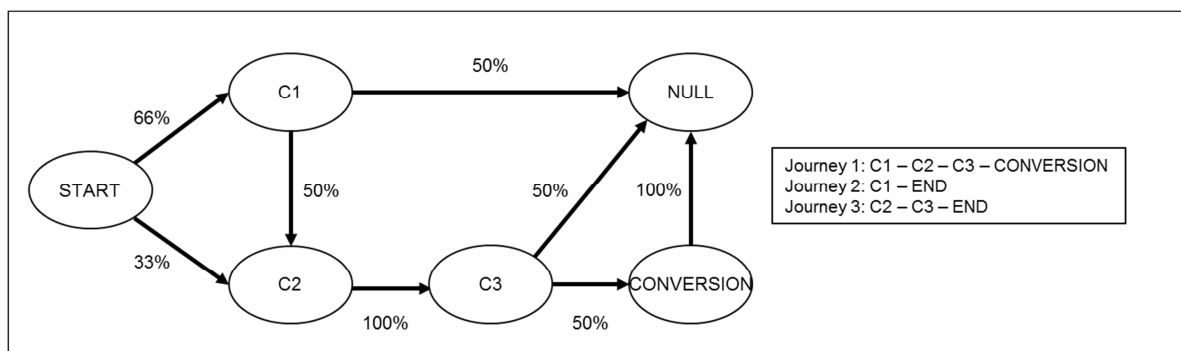 50%
C1
NULL
66%
Journey 1: C1 – C2 – C3 – CONVERSION
Journey 2: C1 – END
Journey 3: C2 – C3 – END
START
50%
50%
100%
33%
C2
C3
CONVERSION
100%
50%